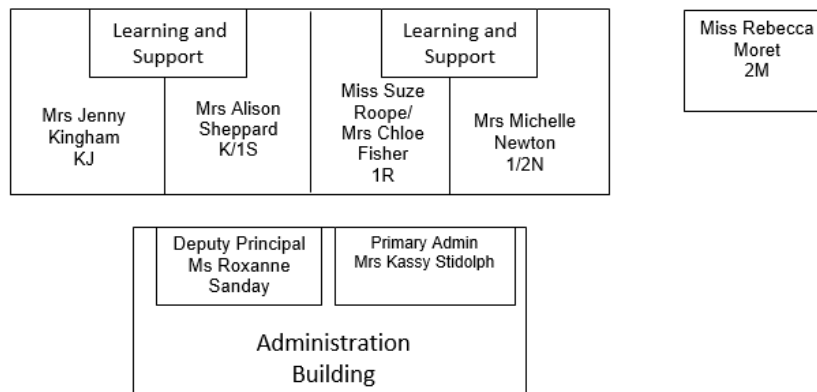 Learning and
Support
Learning and
Support
Mrs Jenny
Kingham
KJ
Mrs Alison
Sheppard
K/1S
Miss Suze
Roope/
Mrs Chloe
Fisher
1R
Mrs Michelle
Newton
1/2N
Miss Rebecca
Moret
2M
Deputy Principal
Ms Roxanne
Sanday
Primary Admin
Mrs Kassy Stidolph
Administration
Building